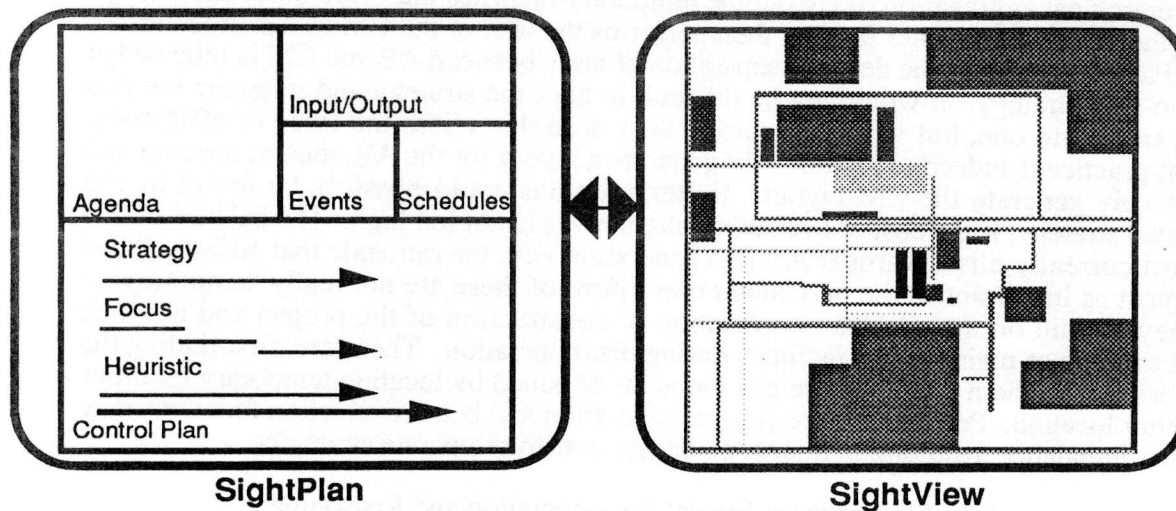 Input/Output
Agenda
Events
Schedules
Strategy
Focus
Heuristic
Control Plan
SightPlan
SightView